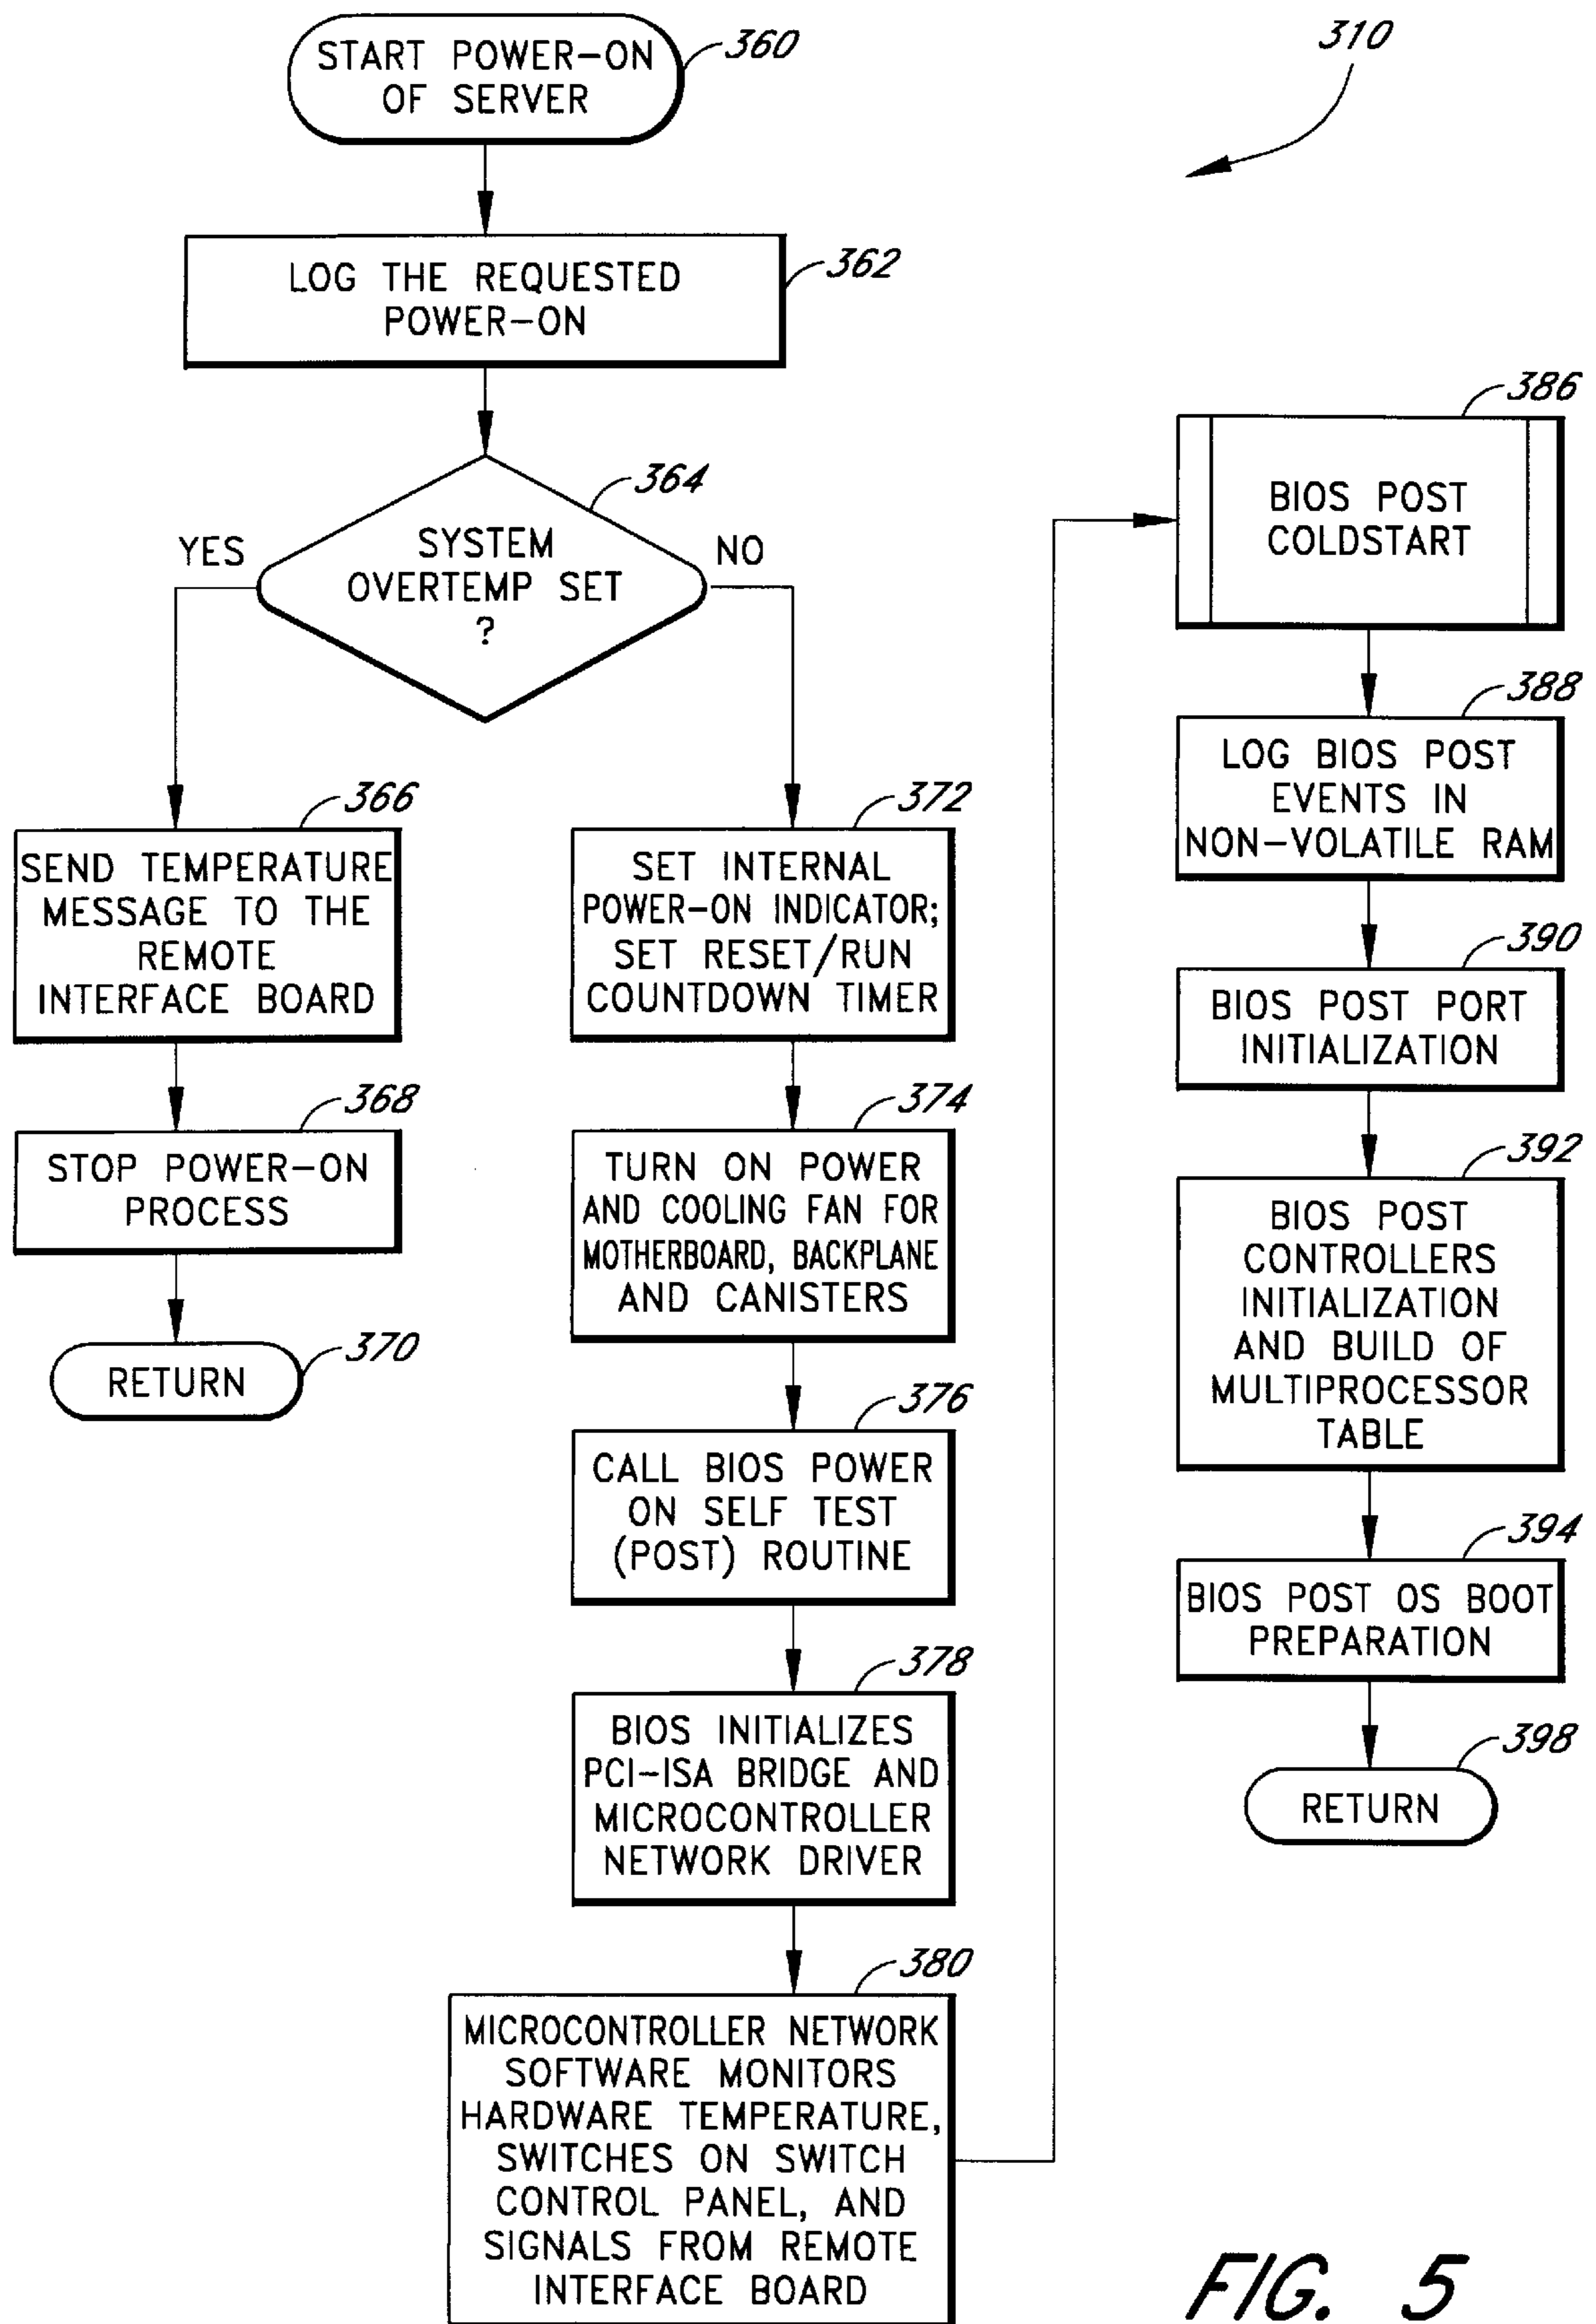 START POWER-ON
OF SERVER
360
310
LOG THE REQUESTED
POWER-ON
362
SYSTEM
OVERTEMP SET
?
364
YES
NO
SEND TEMPERATURE
MESSAGE TO THE
REMOTE
INTERFACE BOARD
366
STOP POWER-ON
PROCESS
368
RETURN
370
SET INTERNAL
POWER-ON INDICATOR;
SET RESET/RUN
COUNTDOWN TIMER
372
TURN ON POWER
AND COOLING FAN FOR
MOTHERBOARD, BACKPLANE
AND CANISTERS
374
CALL BIOS POWER
ON SELF TEST
(POST) ROUTINE
376
BIOS INITIALIZES
PCI-ISA BRIDGE AND
MICROCONTROLLER
NETWORK DRIVER
378
MICROCONTROLLER NETWORK
SOFTWARE MONITORS
HARDWARE TEMPERATURE,
SWITCHES ON SWITCH
CONTROL PANEL, AND
SIGNALS FROM REMOTE
INTERFACE BOARD
380
BIOS POST
COLDSTART
386
LOG BIOS POST
EVENTS IN
NON-VOLATILE RAM
388
BIOS POST PORT
INITIALIZATION
390
BIOS POST
CONTROLLERS
INITIALIZATION
AND BUILD OF
MULTIPROCESSOR
TABLE
392
BIOS POST OS BOOT
PREPARATION
394
RETURN
398
FIG. 5